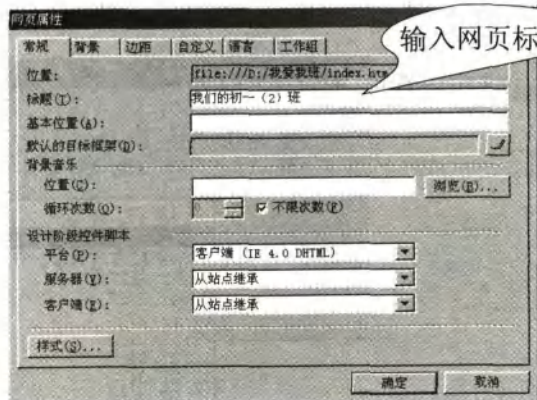 网页属性
常规 背景 边距 自定义 语言 工作组
输入网页标
位置: file:///D:/我爱我班/index.htm
标题(T): 我们的初一(2)班
基本位置(A):
默认的目标框架(D):
背景音乐
位置(C): 浏览(B)...
循环次数(O): 0 不限次数(F)
设计阶段控件脚本
平台(P): 客户端 (IE 4.0 DHTML)
服务器(V): 从站点继承
客户端(E): 从站点继承
样式(S)...
确定 取消